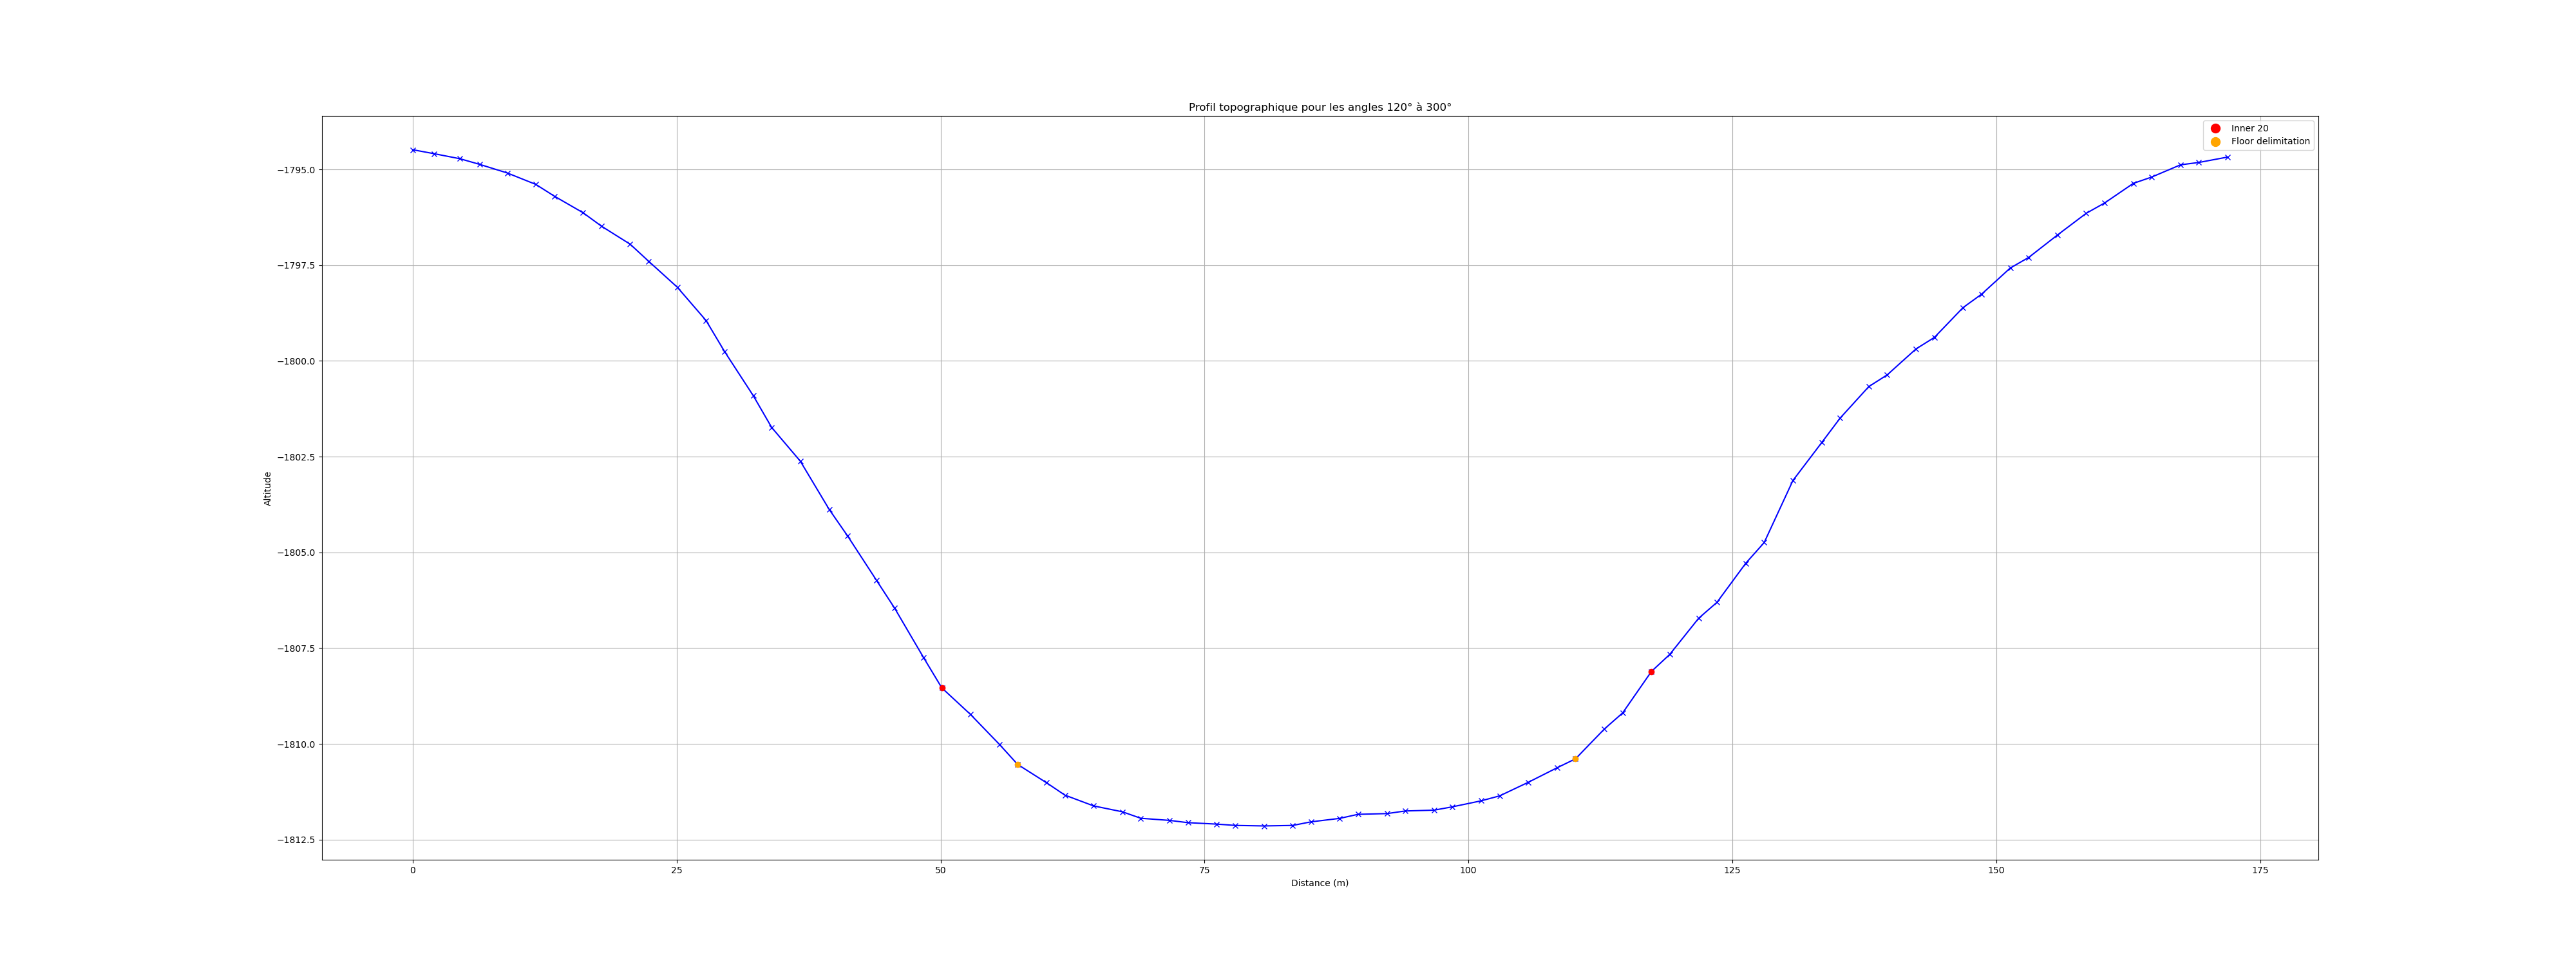 Profil topographique pour les angles 120° à 300°
Inner 20
Floor delimitation
−1795.0
−1797.5
−1800.0
−1802.5
−1805.0
−1807.5
−1810.0
−1812.5
Altitude
0 25 50 75 100 125 150 175
Distance (m)